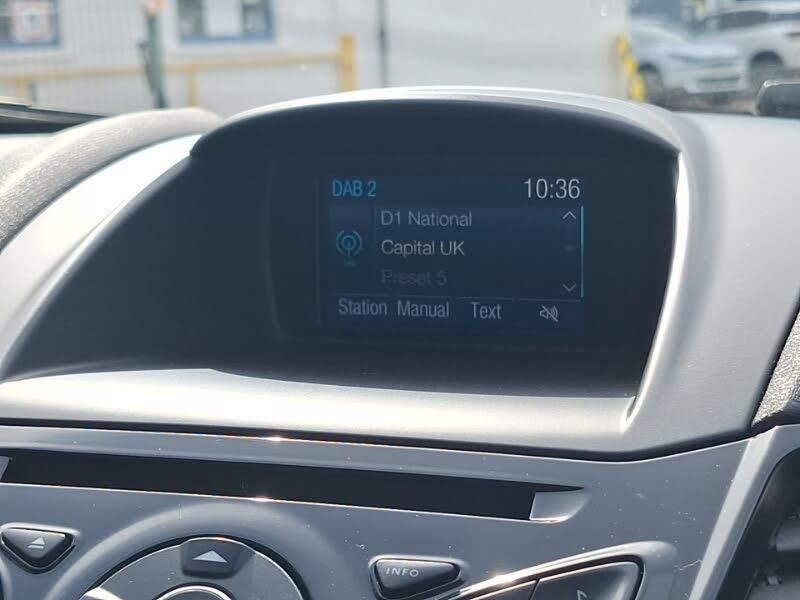 DAB 2 10:36
D1 National
Capital UK
Preset 5
Station Manual Text
INFO